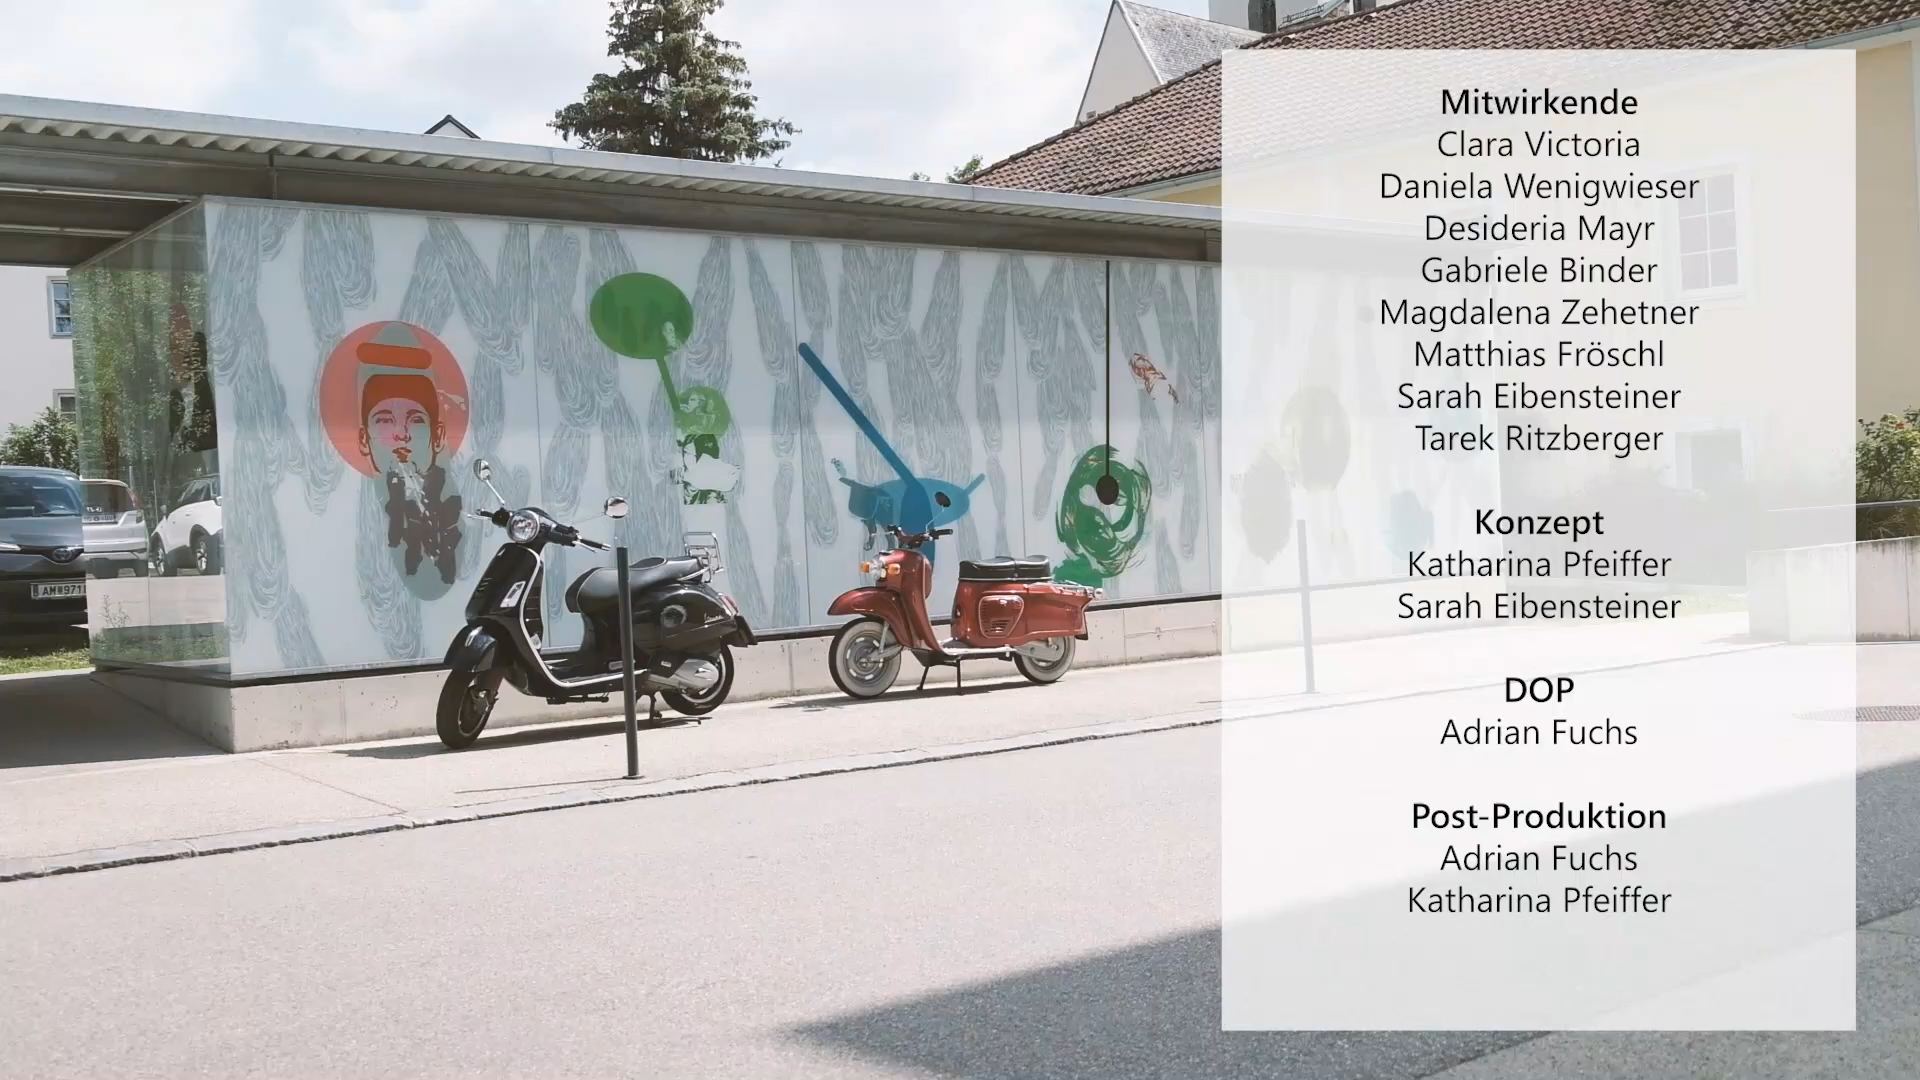 Mitwirkende
Clara Victoria
Daniela Wenigwieser
Desideria Mayr
Gabriele Binder
Magdalena Zehetner
Matthias Fröschl
Sarah Eibensteiner
Tarek Ritzberger
Konzept
Katharina Pfeiffer
Sarah Eibensteiner
DOP
Adrian Fuchs
Post-Produktion
Adrian Fuchs
Katharina Pfeiffer